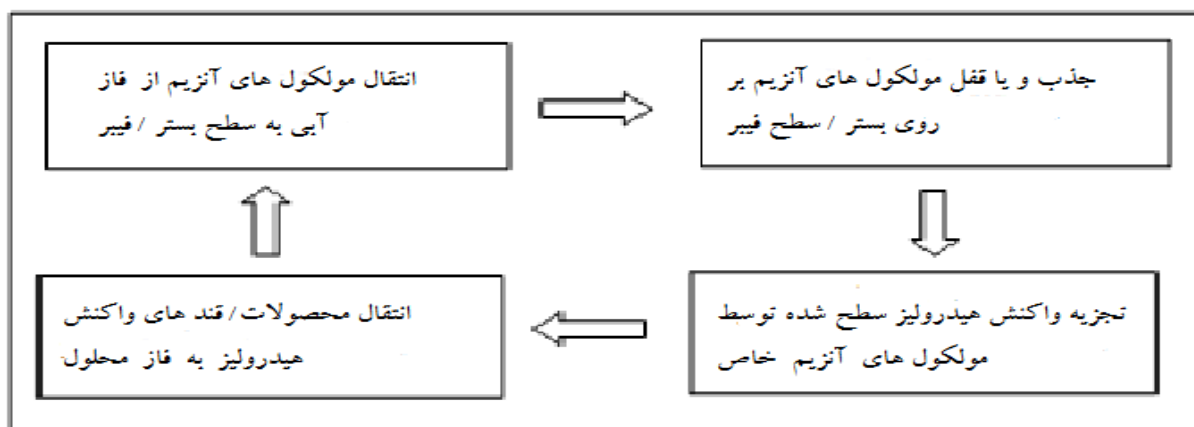 انتقال مولکول های آنزیم از فاز
آبی به سطح بستر / فیبر
جذب و یا قفل مولکول های آنزیم بر
روی بستر / سطح فیبر
تجزیه واکنش هیدرولیز سطح شده توسط
مولکول های آنزیم خاص
انتقال محصولات / قند های واکنش
هیدرولیز به فاز محلول